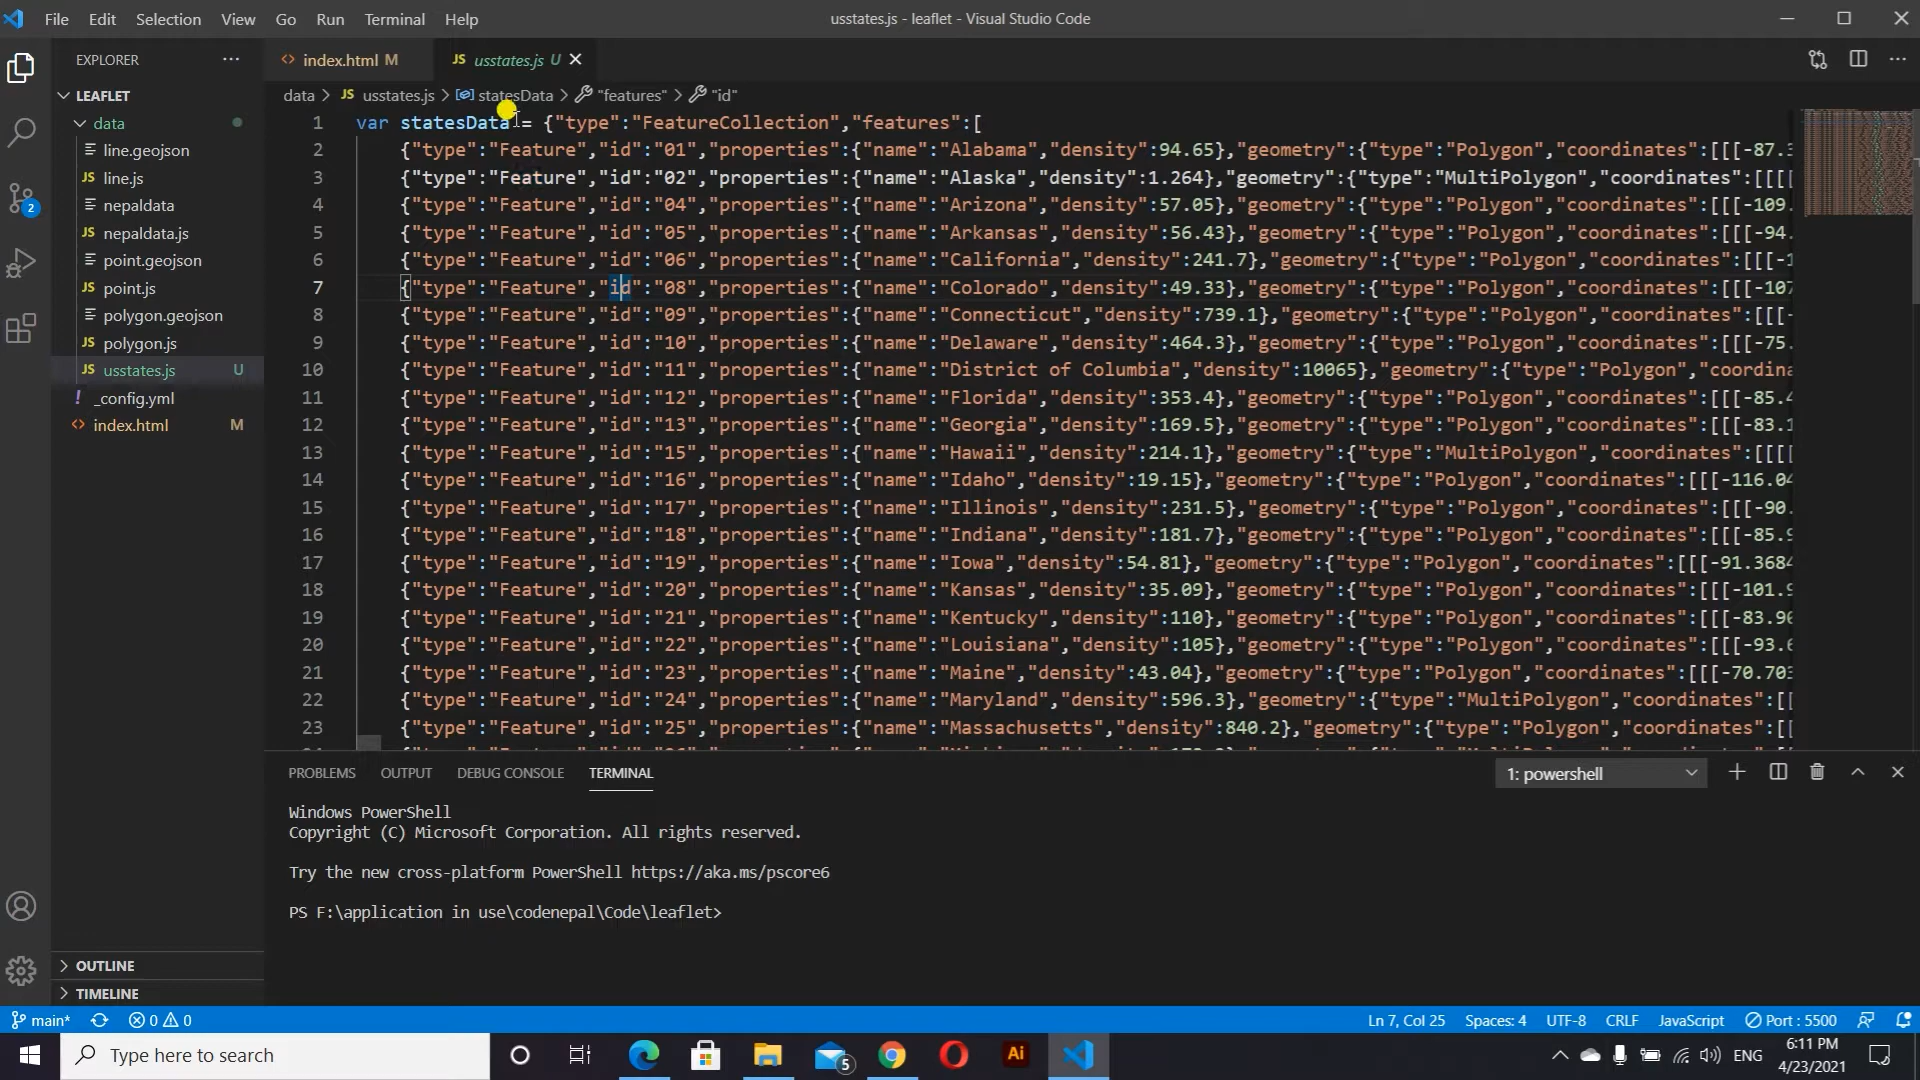 File Edit Selection View Go Run Terminal Help usstates.js - leaflet - Visual Studio Code
EXPLORER
index.html M
JS usstates.js U
LEAFLET
data > JS usstates.js > statesData > "features" > "id"
data
line.geojson
JS line.js
nepaldata
JS nepaldata.js
point.geojson
JS point.js
polygon.geojson
JS polygon.js
JS usstates.js U
! _config.yml
index.html M
2
1 var statesData = {"type":"FeatureCollection","features":[
2 {"type":"Feature","id":"01","properties":{"name":"Alabama","density":94.65},"geometry":{"type":"Polygon","coordinates":[[[-87.3
3 {"type":"Feature","id":"02","properties":{"name":"Alaska","density":1.264},"geometry":{"type":"MultiPolygon","coordinates":[[[[
4 {"type":"Feature","id":"04","properties":{"name":"Arizona","density":57.05},"geometry":{"type":"Polygon","coordinates":[[[-109.
5 {"type":"Feature","id":"05","properties":{"name":"Arkansas","density":56.43},"geometry":{"type":"Polygon","coordinates":[[[-94.
6 {"type":"Feature","id":"06","properties":{"name":"California","density":241.7},"geometry":{"type":"Polygon","coordinates":[[[-1
7 {"type":"Feature","id":"08","properties":{"name":"Colorado","density":49.33},"geometry":{"type":"Polygon","coordinates":[[[-107
8 {"type":"Feature","id":"09","properties":{"name":"Connecticut","density":739.1},"geometry":{"type":"Polygon","coordinates":[[[-
9 {"type":"Feature","id":"10","properties":{"name":"Delaware","density":464.3},"geometry":{"type":"Polygon","coordinates":[[[-75.
10 {"type":"Feature","id":"11","properties":{"name":"District of Columbia","density":10065},"geometry":{"type":"Polygon","coordina
11 {"type":"Feature","id":"12","properties":{"name":"Florida","density":353.4},"geometry":{"type":"Polygon","coordinates":[[[-85.4
12 {"type":"Feature","id":"13","properties":{"name":"Georgia","density":169.5},"geometry":{"type":"Polygon","coordinates":[[[-83.1
13 {"type":"Feature","id":"15","properties":{"name":"Hawaii","density":214.1},"geometry":{"type":"MultiPolygon","coordinates":[[[[
14 {"type":"Feature","id":"16","properties":{"name":"Idaho","density":19.15},"geometry":{"type":"Polygon","coordinates":[[[-116.04
15 {"type":"Feature","id":"17","properties":{"name":"Illinois","density":231.5},"geometry":{"type":"Polygon","coordinates":[[[-90.
16 {"type":"Feature","id":"18","properties":{"name":"Indiana","density":181.7},"geometry":{"type":"Polygon","coordinates":[[[-85.9
17 {"type":"Feature","id":"19","properties":{"name":"Iowa","density":54.81},"geometry":{"type":"Polygon","coordinates":[[[-91.3684
18 {"type":"Feature","id":"20","properties":{"name":"Kansas","density":35.09},"geometry":{"type":"Polygon","coordinates":[[[-101.9
19 {"type":"Feature","id":"21","properties":{"name":"Kentucky","density":110},"geometry":{"type":"Polygon","coordinates":[[[-83.90
20 {"type":"Feature","id":"22","properties":{"name":"Louisiana","density":105},"geometry":{"type":"Polygon","coordinates":[[[-93.6
21 {"type":"Feature","id":"23","properties":{"name":"Maine","density":43.04},"geometry":{"type":"Polygon","coordinates":[[[-70.703
22 {"type":"Feature","id":"24","properties":{"name":"Maryland","density":596.3},"geometry":{"type":"MultiPolygon","coordinates":[[
23 {"type":"Feature","id":"25","properties":{"name":"Massachusetts","density":840.2},"geometry":{"type":"Polygon","coordinates":[[
PROBLEMS OUTPUT DEBUG CONSOLE TERMINAL 1: powershell
Windows PowerShell
Copyright (C) Microsoft Corporation. All rights reserved.
Try the new cross-platform PowerShell https://aka.ms/pscore6
PS F:\application in use\codenepal\Code\leaflet>
OUTLINE
TIMELINE
main* 0 0 Ln 7, Col 25 Spaces: 4 UTF-8 CRLF JavaScript Port : 5500
Type here to search 5 Ai ENG 6:11 PM
4/23/2021